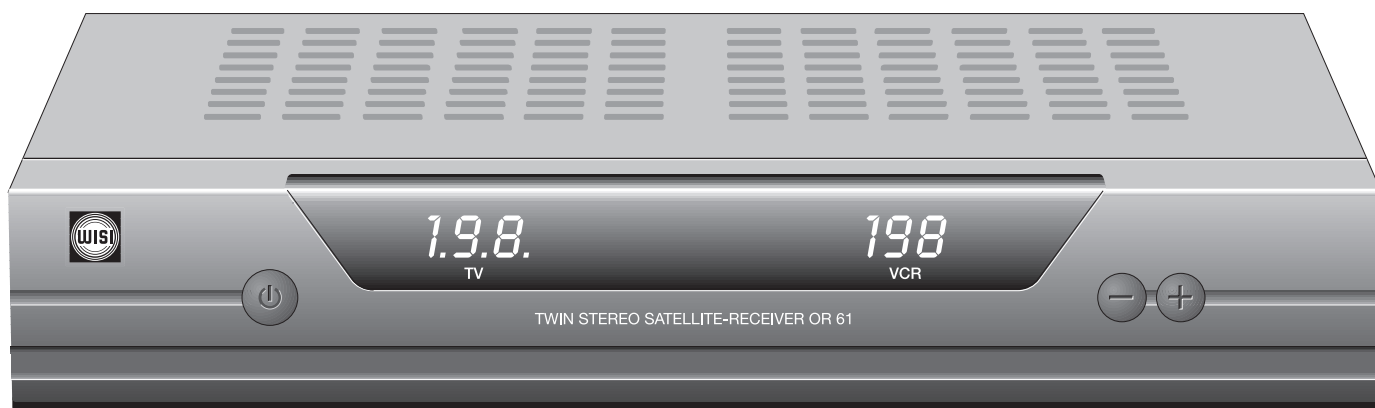 WISI
1.9.8.
198
TV
VCR
TWIN STEREO SATELLITE-RECEIVER OR 61